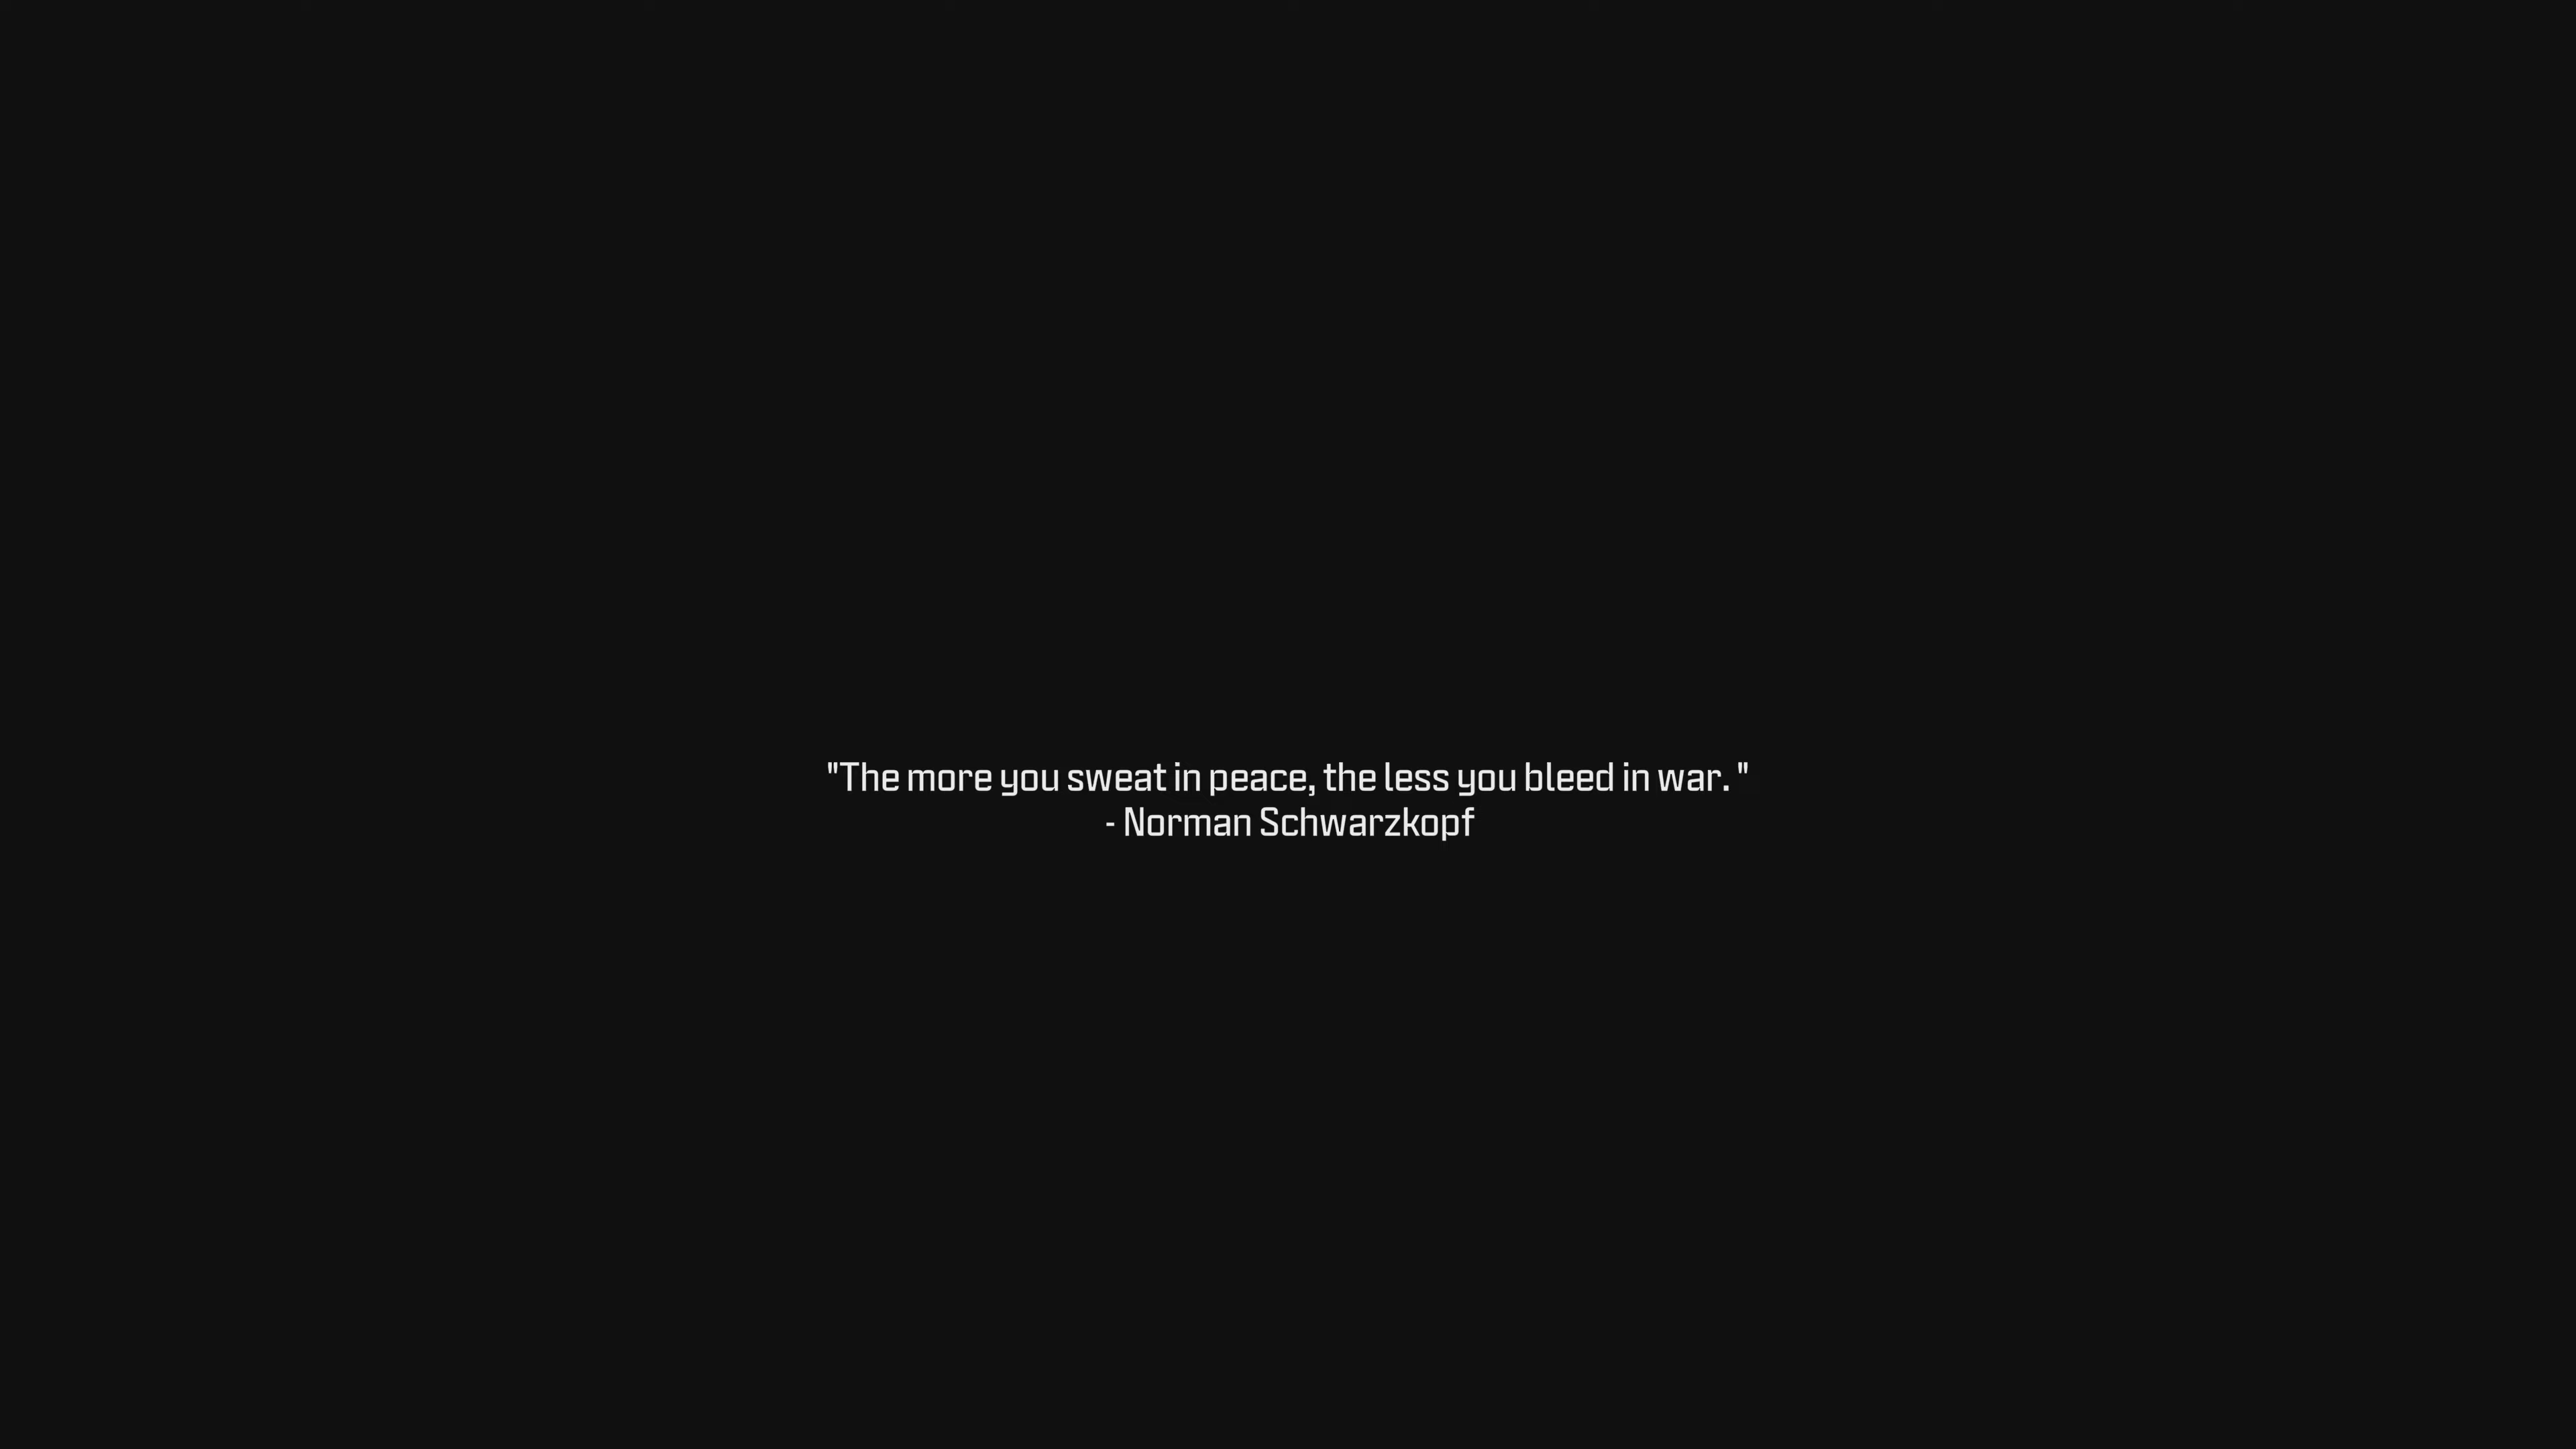 "The more you sweat in peace, the less you bleed in war. "
- Norman Schwarzkopf